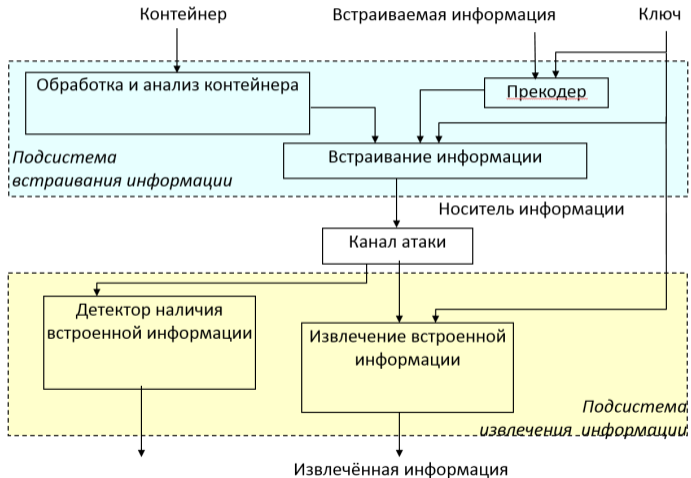 Контейнер
Встраиваемая информация
Ключ
Обработка и анализ контейнера
Прекодер
Подсистема
встраивания информации
Встраивание информации
Носитель информации
Канал атаки
Детектор наличия
встроенной информации
Извлечение встроенной
информации
Подсистема
извлечения информации
Извлечённая информация